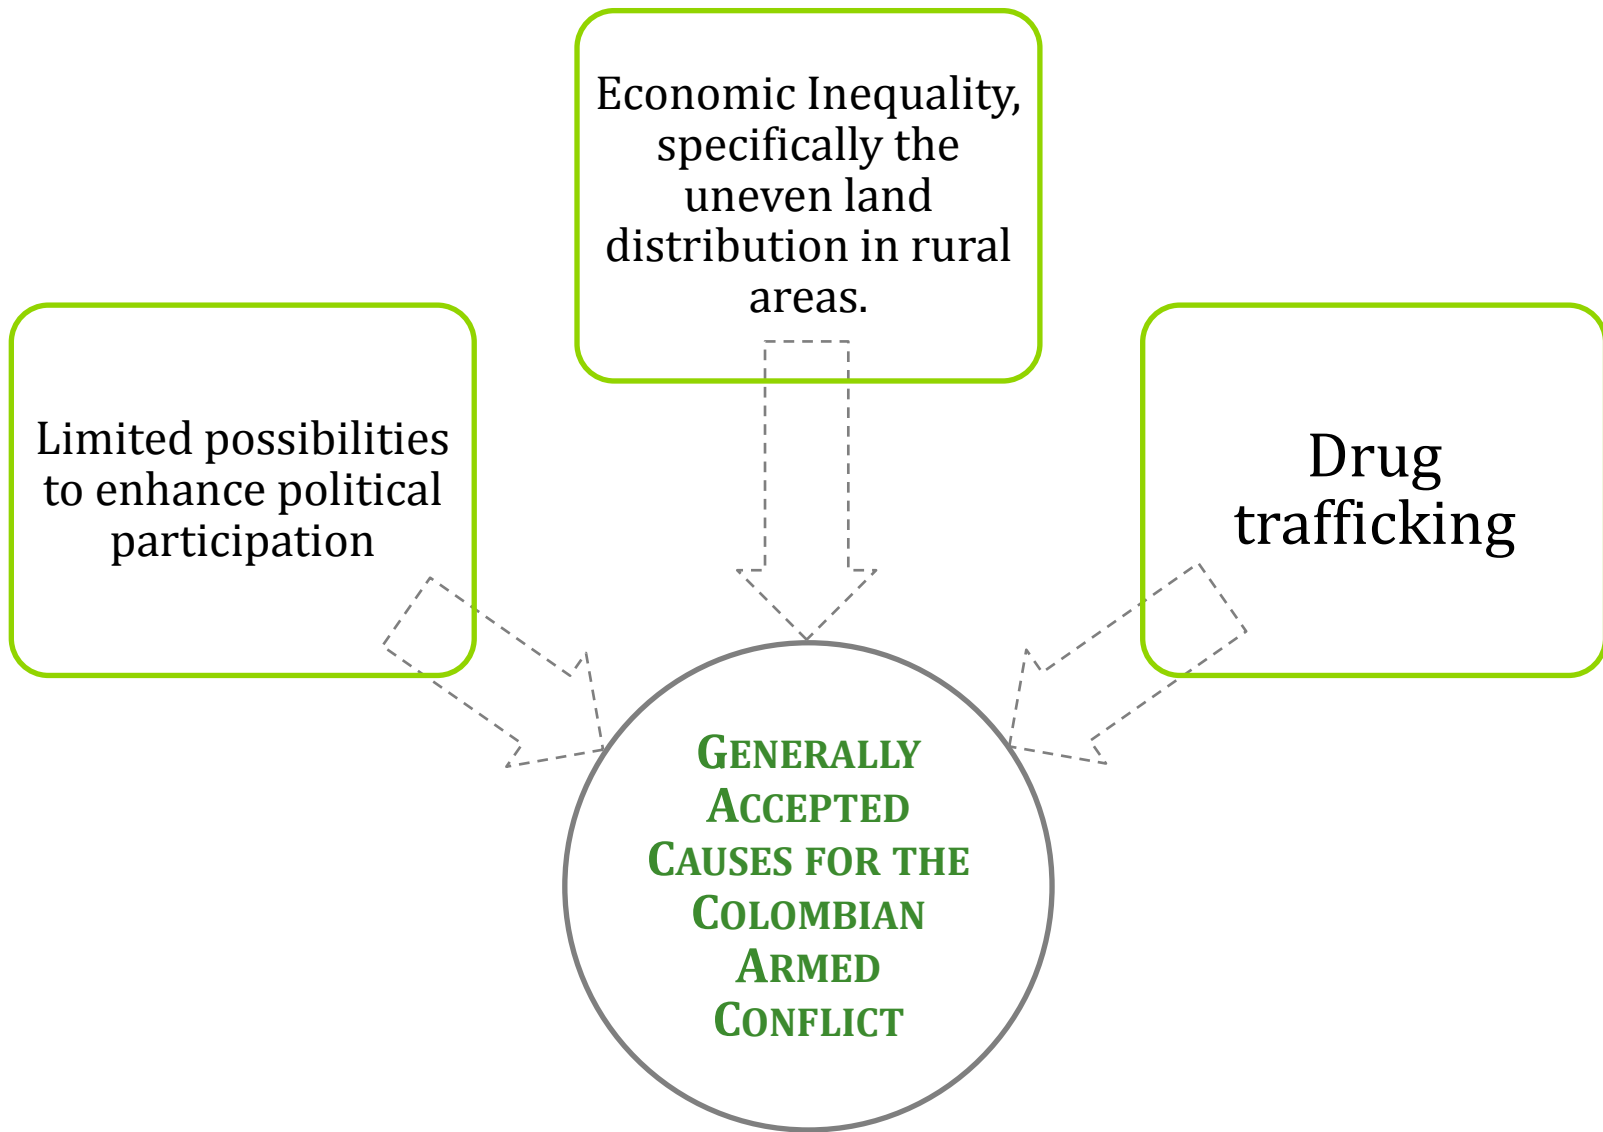 Economic Inequality,
specifically the
uneven land
distribution in rural
areas.
Limited possibilities
to enhance political
participation
Drug
trafficking
GENERALLY
ACCEPTED
CAUSES FOR THE
COLOMBIAN
ARMED
CONFLICT